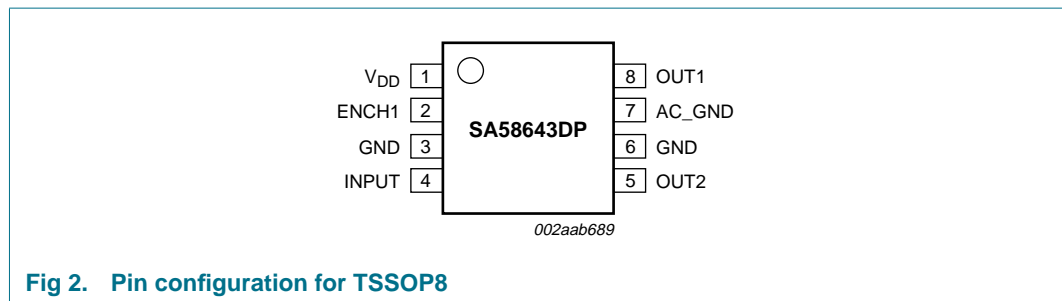 VDD 1 8 OUT1
ENCH1 2 7 AC_GND
SA58643DP
GND 3 6 GND
INPUT 4 5 OUT2
002aab689
Fig 2. Pin configuration for TSSOP8